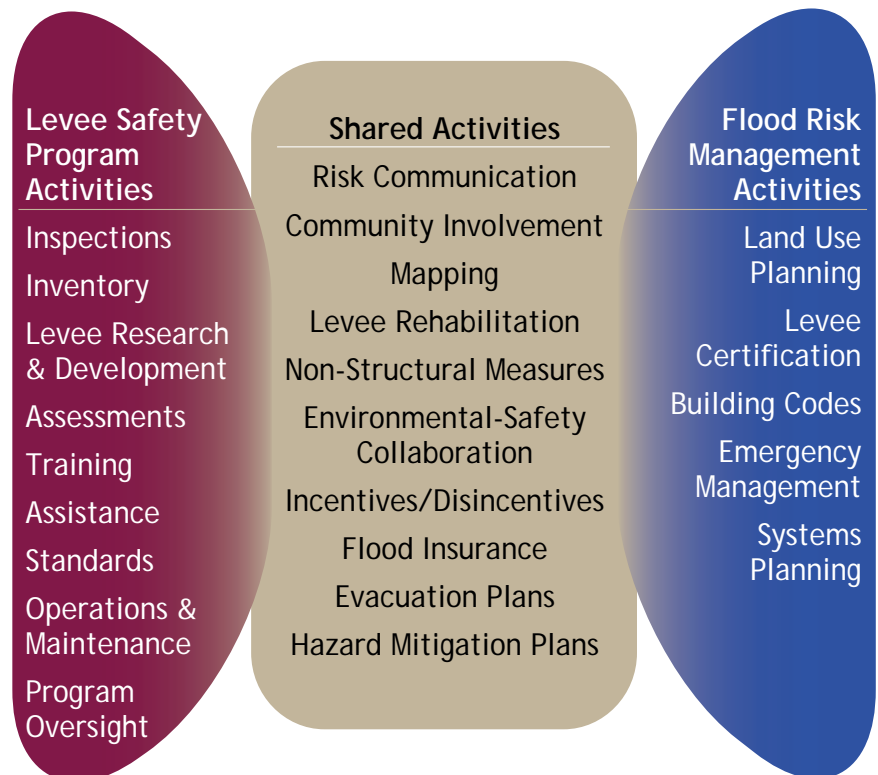 Levee Safety
Program
Activities
Inspections
Inventory
Levee Research
& Development
Assessments
Training
Assistance
Standards
Operations &
Maintenance
Program
Oversight
Shared Activities
Risk Communication
Community Involvement
Mapping
Levee Rehabilitation
Non-Structural Measures
Environmental-Safety
Collaboration
Incentives/Disincentives
Flood Insurance
Evacuation Plans
Hazard Mitigation Plans
Flood Risk
Management
Activities
Land Use
Planning
Levee
Certification
Building Codes
Emergency
Management
Systems
Planning